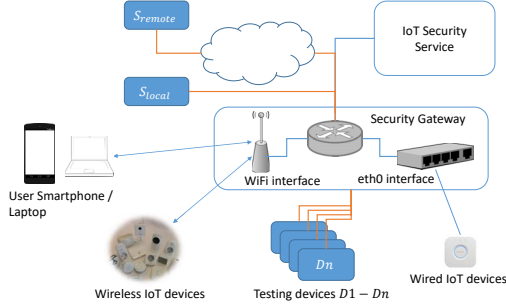 S_remote
IoT Security
Service
S_local
Security Gateway
WiFi interface
eth0 interface
User Smartphone /
Laptop
Dn
Wireless IoT devices
Testing devices D1 − Dn
Wired IoT devices